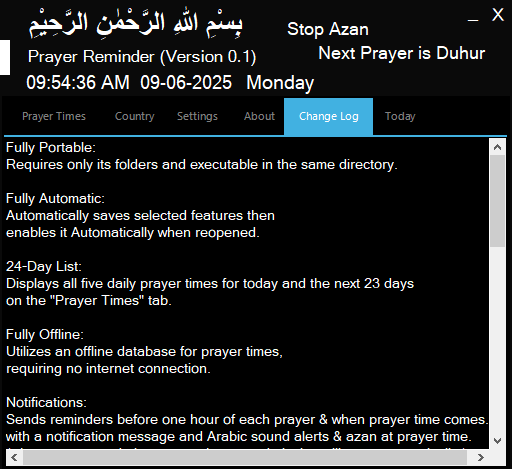 بِسْمِ اللهِ الرَّحْمٰنِ الرَّحِيْمِ
Stop Azan
_ X
Prayer Reminder (Version 0.1)
Next Prayer is Duhur
09:54:36 AM 09-06-2025 Monday
Prayer Times Country Settings About Change Log Today
Fully Portable:
Requires only its folders and executable in the same directory.
Fully Automatic:
Automatically saves selected features then
enables it Automatically when reopened.
24-Day List:
Displays all five daily prayer times for today and the next 23 days
on the "Prayer Times" tab.
Fully Offline:
Utilizes an offline database for prayer times,
requiring no internet connection.
Notifications:
Sends reminders before one hour of each prayer & when prayer time comes.
with a notification message and Arabic sound alerts & azan at prayer time.